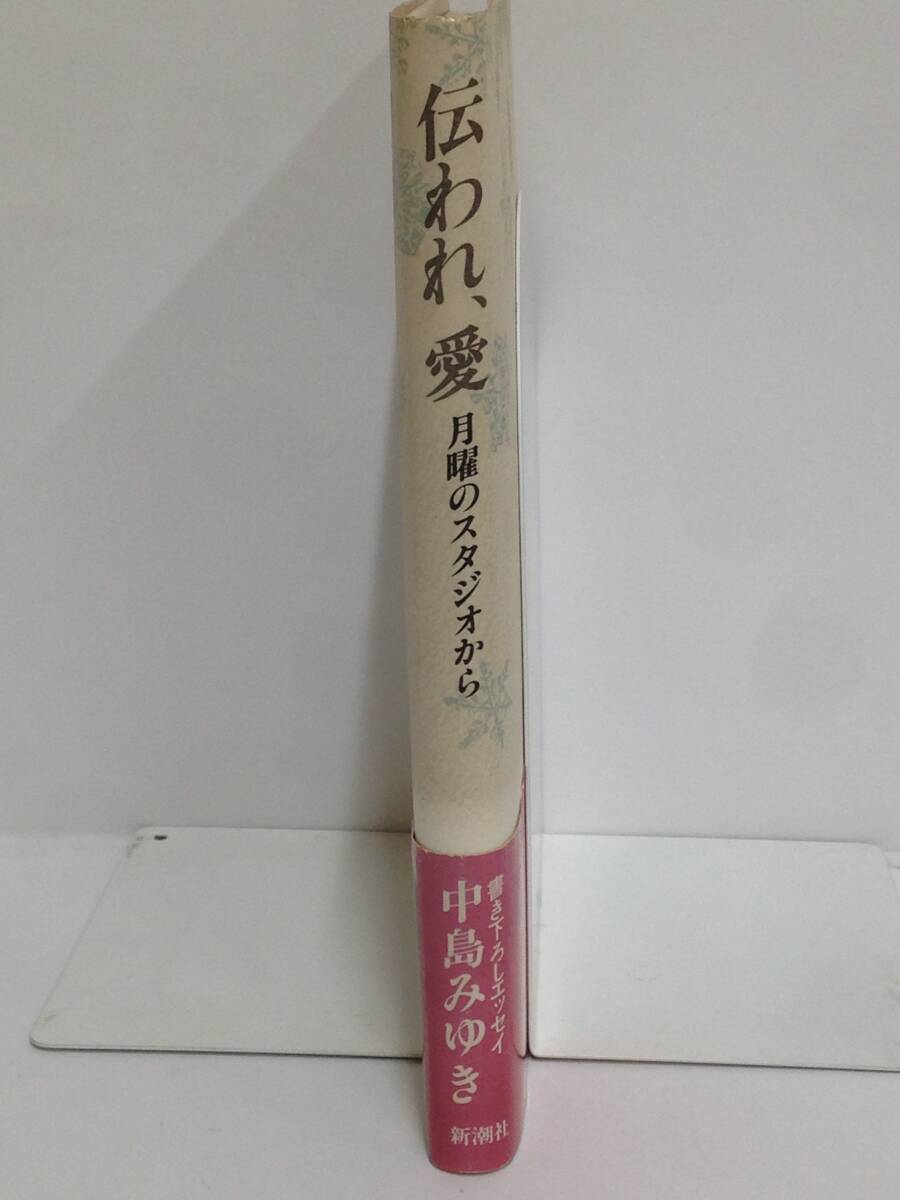 伝われ、愛
月曜のスタジオから
書き下ろしエッセイ
中島みゆき
新潮社